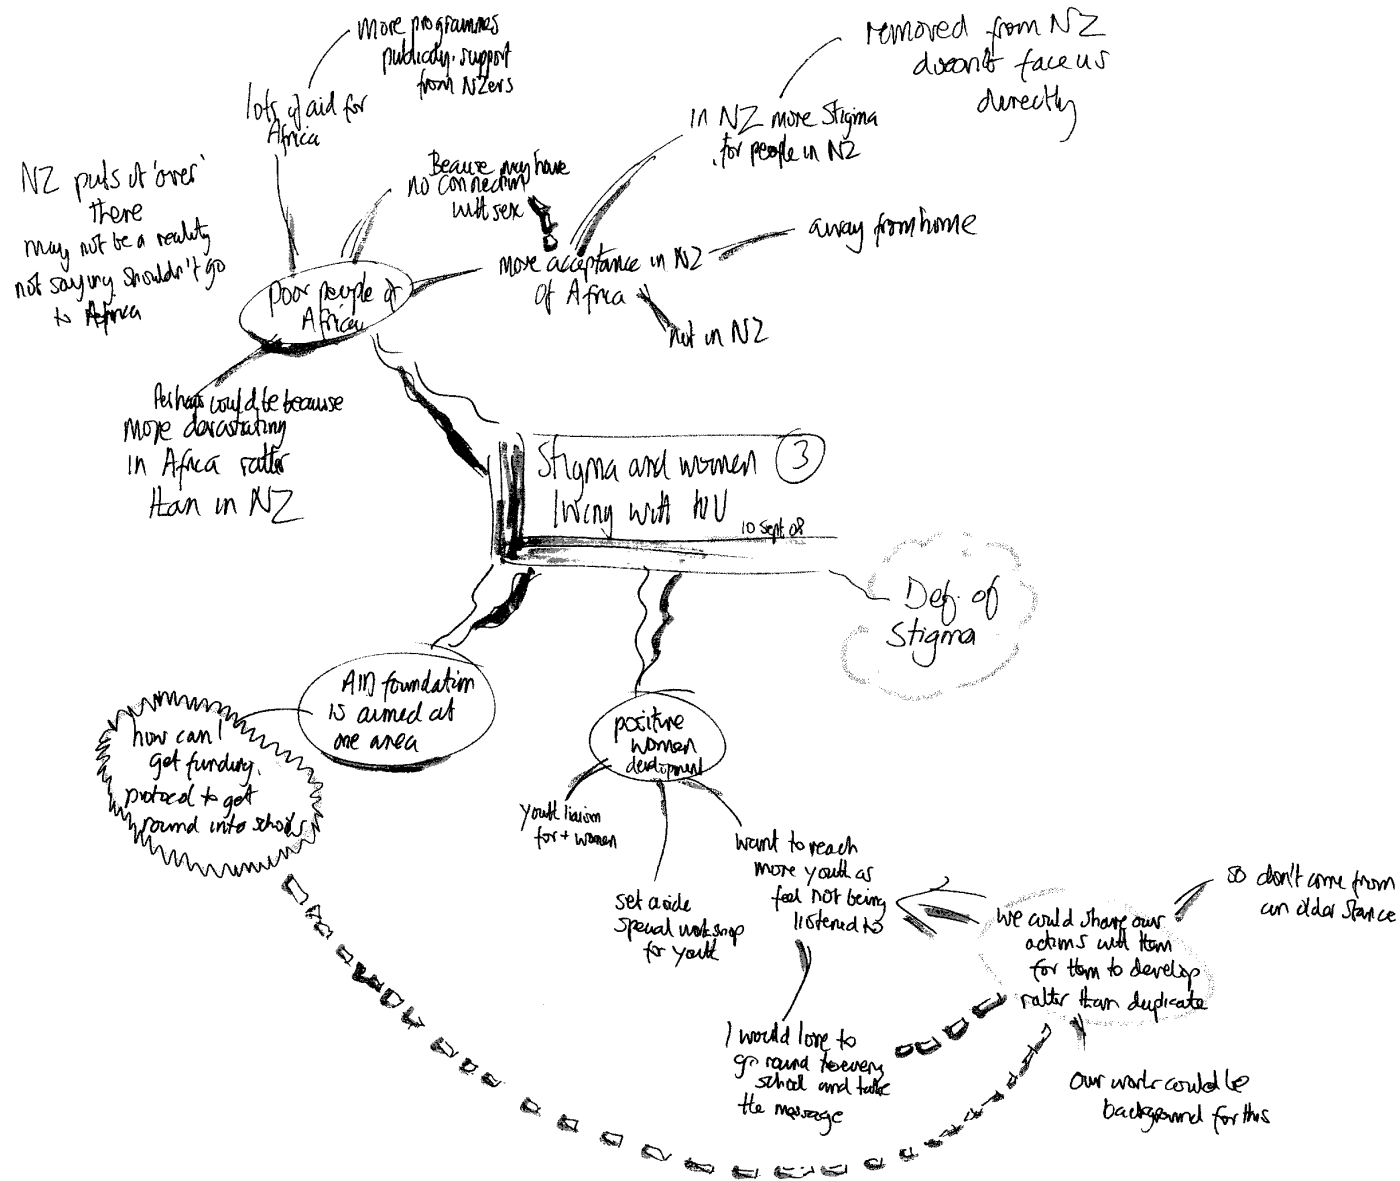 More programmes
publicity. support
from NZers
lots of aid for
Africa
NZ puts it 'over'
there
may not be a reality
not saying shouldn't go
to Africa
Because may have
no connection
with sex
in NZ more stigma
for people in NZ
removed from NZ
doesn't face us
directly
away from home
more acceptance in NZ
of Africa
not in NZ
poor people of
Africa
Perhaps could be because
more devastating
in Africa rather
than in NZ
Stigma and women
living with HIV
3
10 Sept 08
Def. of
Stigma
AID foundation
is aimed at
one area
how can I
get funding.
protocol to get
round into schools
positive
women
development
youth liaison
for + women
set aside
special workshop
for youth
want to reach
more youth as
feel not being
listened to
I would love to
go round to every
school and take
the message
we could share our
actions with them
for them to develop
rather than duplicate
so don't come from
an older stance
our work could be
background for this